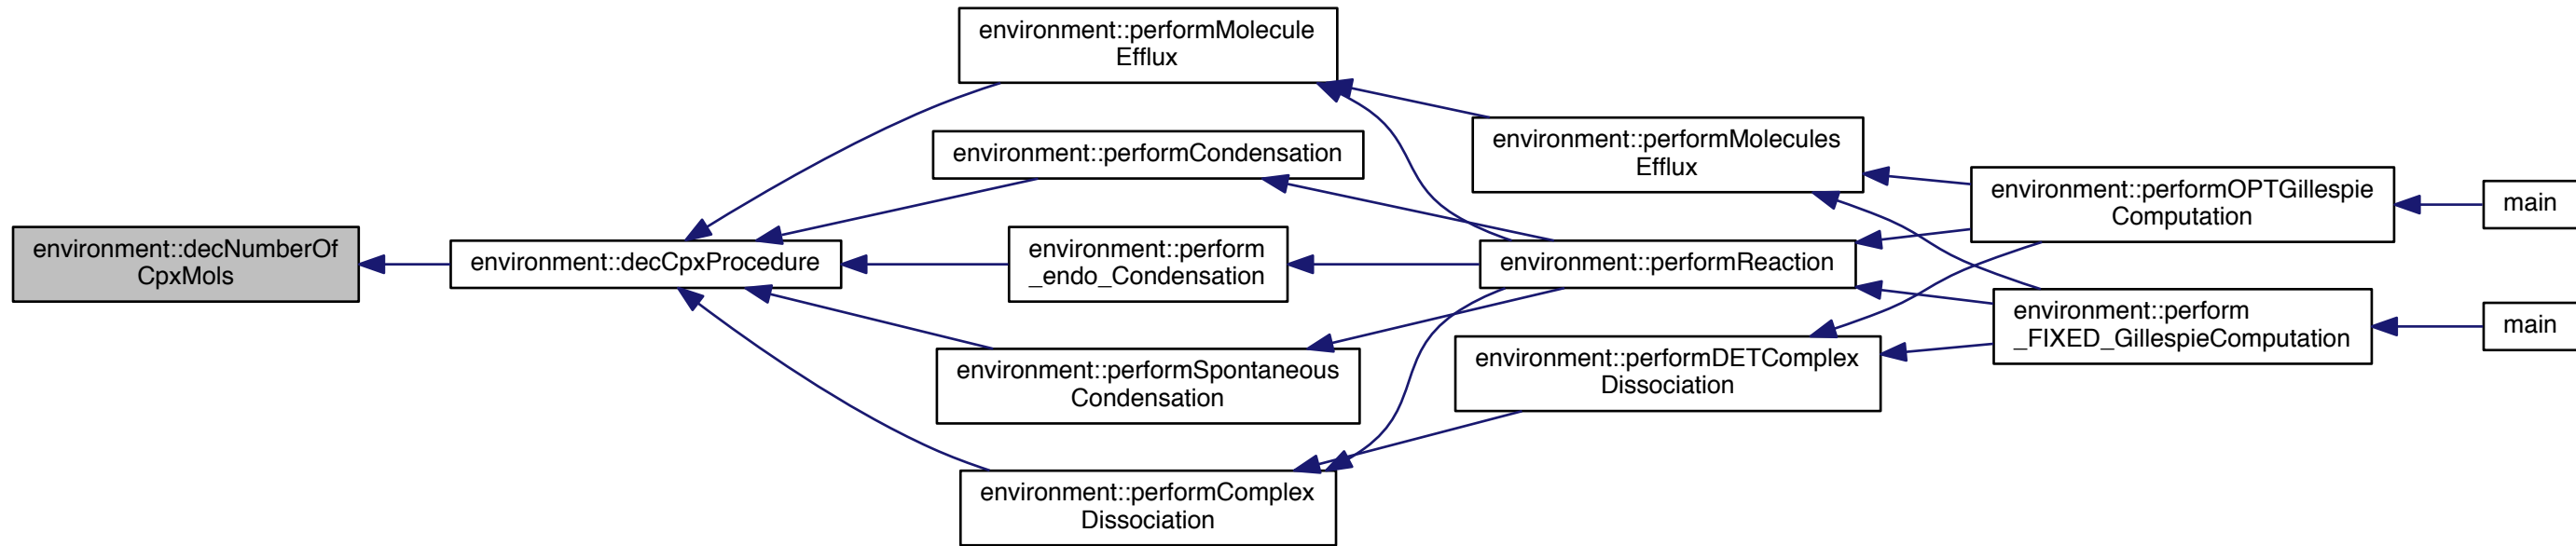 environment::decNumberOf
CpxMols
environment::decCpxProcedure
environment::performMolecule
Efflux
environment::performCondensation
environment::perform
_endo_Condensation
environment::performSpontaneous
Condensation
environment::performComplex
Dissociation
environment::performMolecules
Efflux
environment::performReaction
environment::performDETComplex
Dissociation
environment::performOPTGillespie
Computation
environment::perform
_FIXED_GillespieComputation
main
main